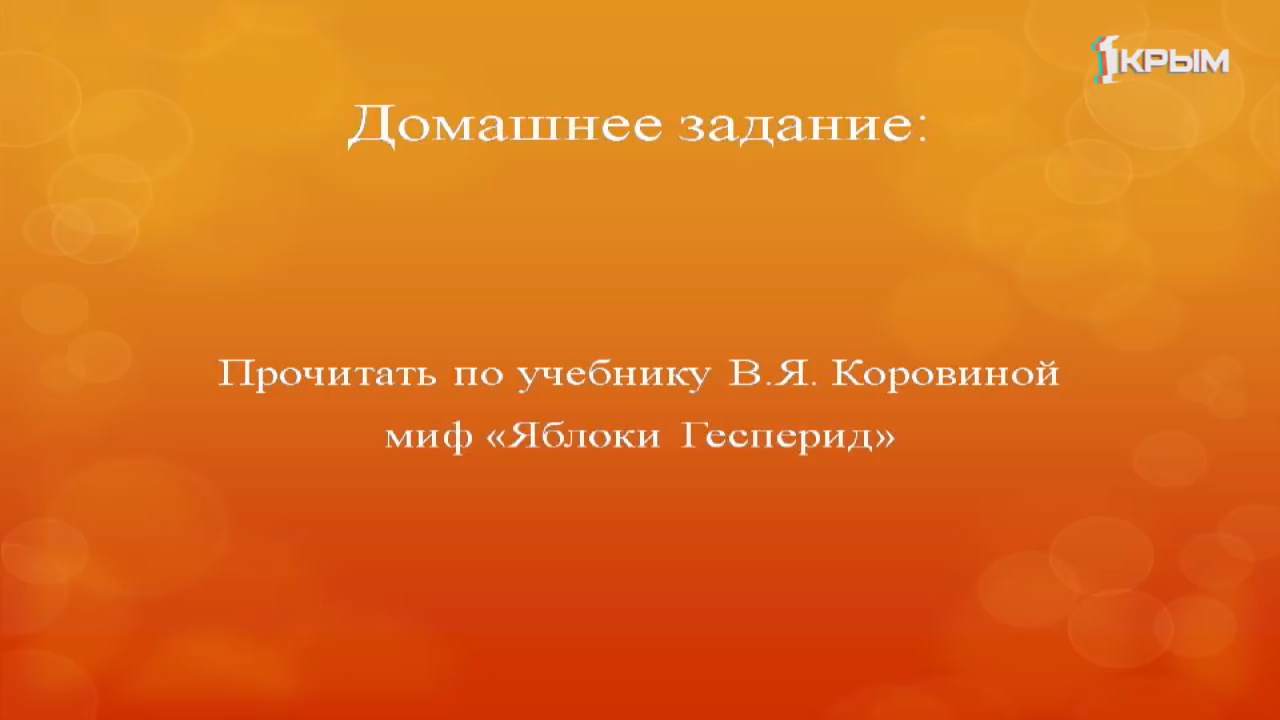 1КРЫМ
Домашнее задание:
Прочитать по учебнику В.Я. Коровиной
миф «Яблоки Гесперид»